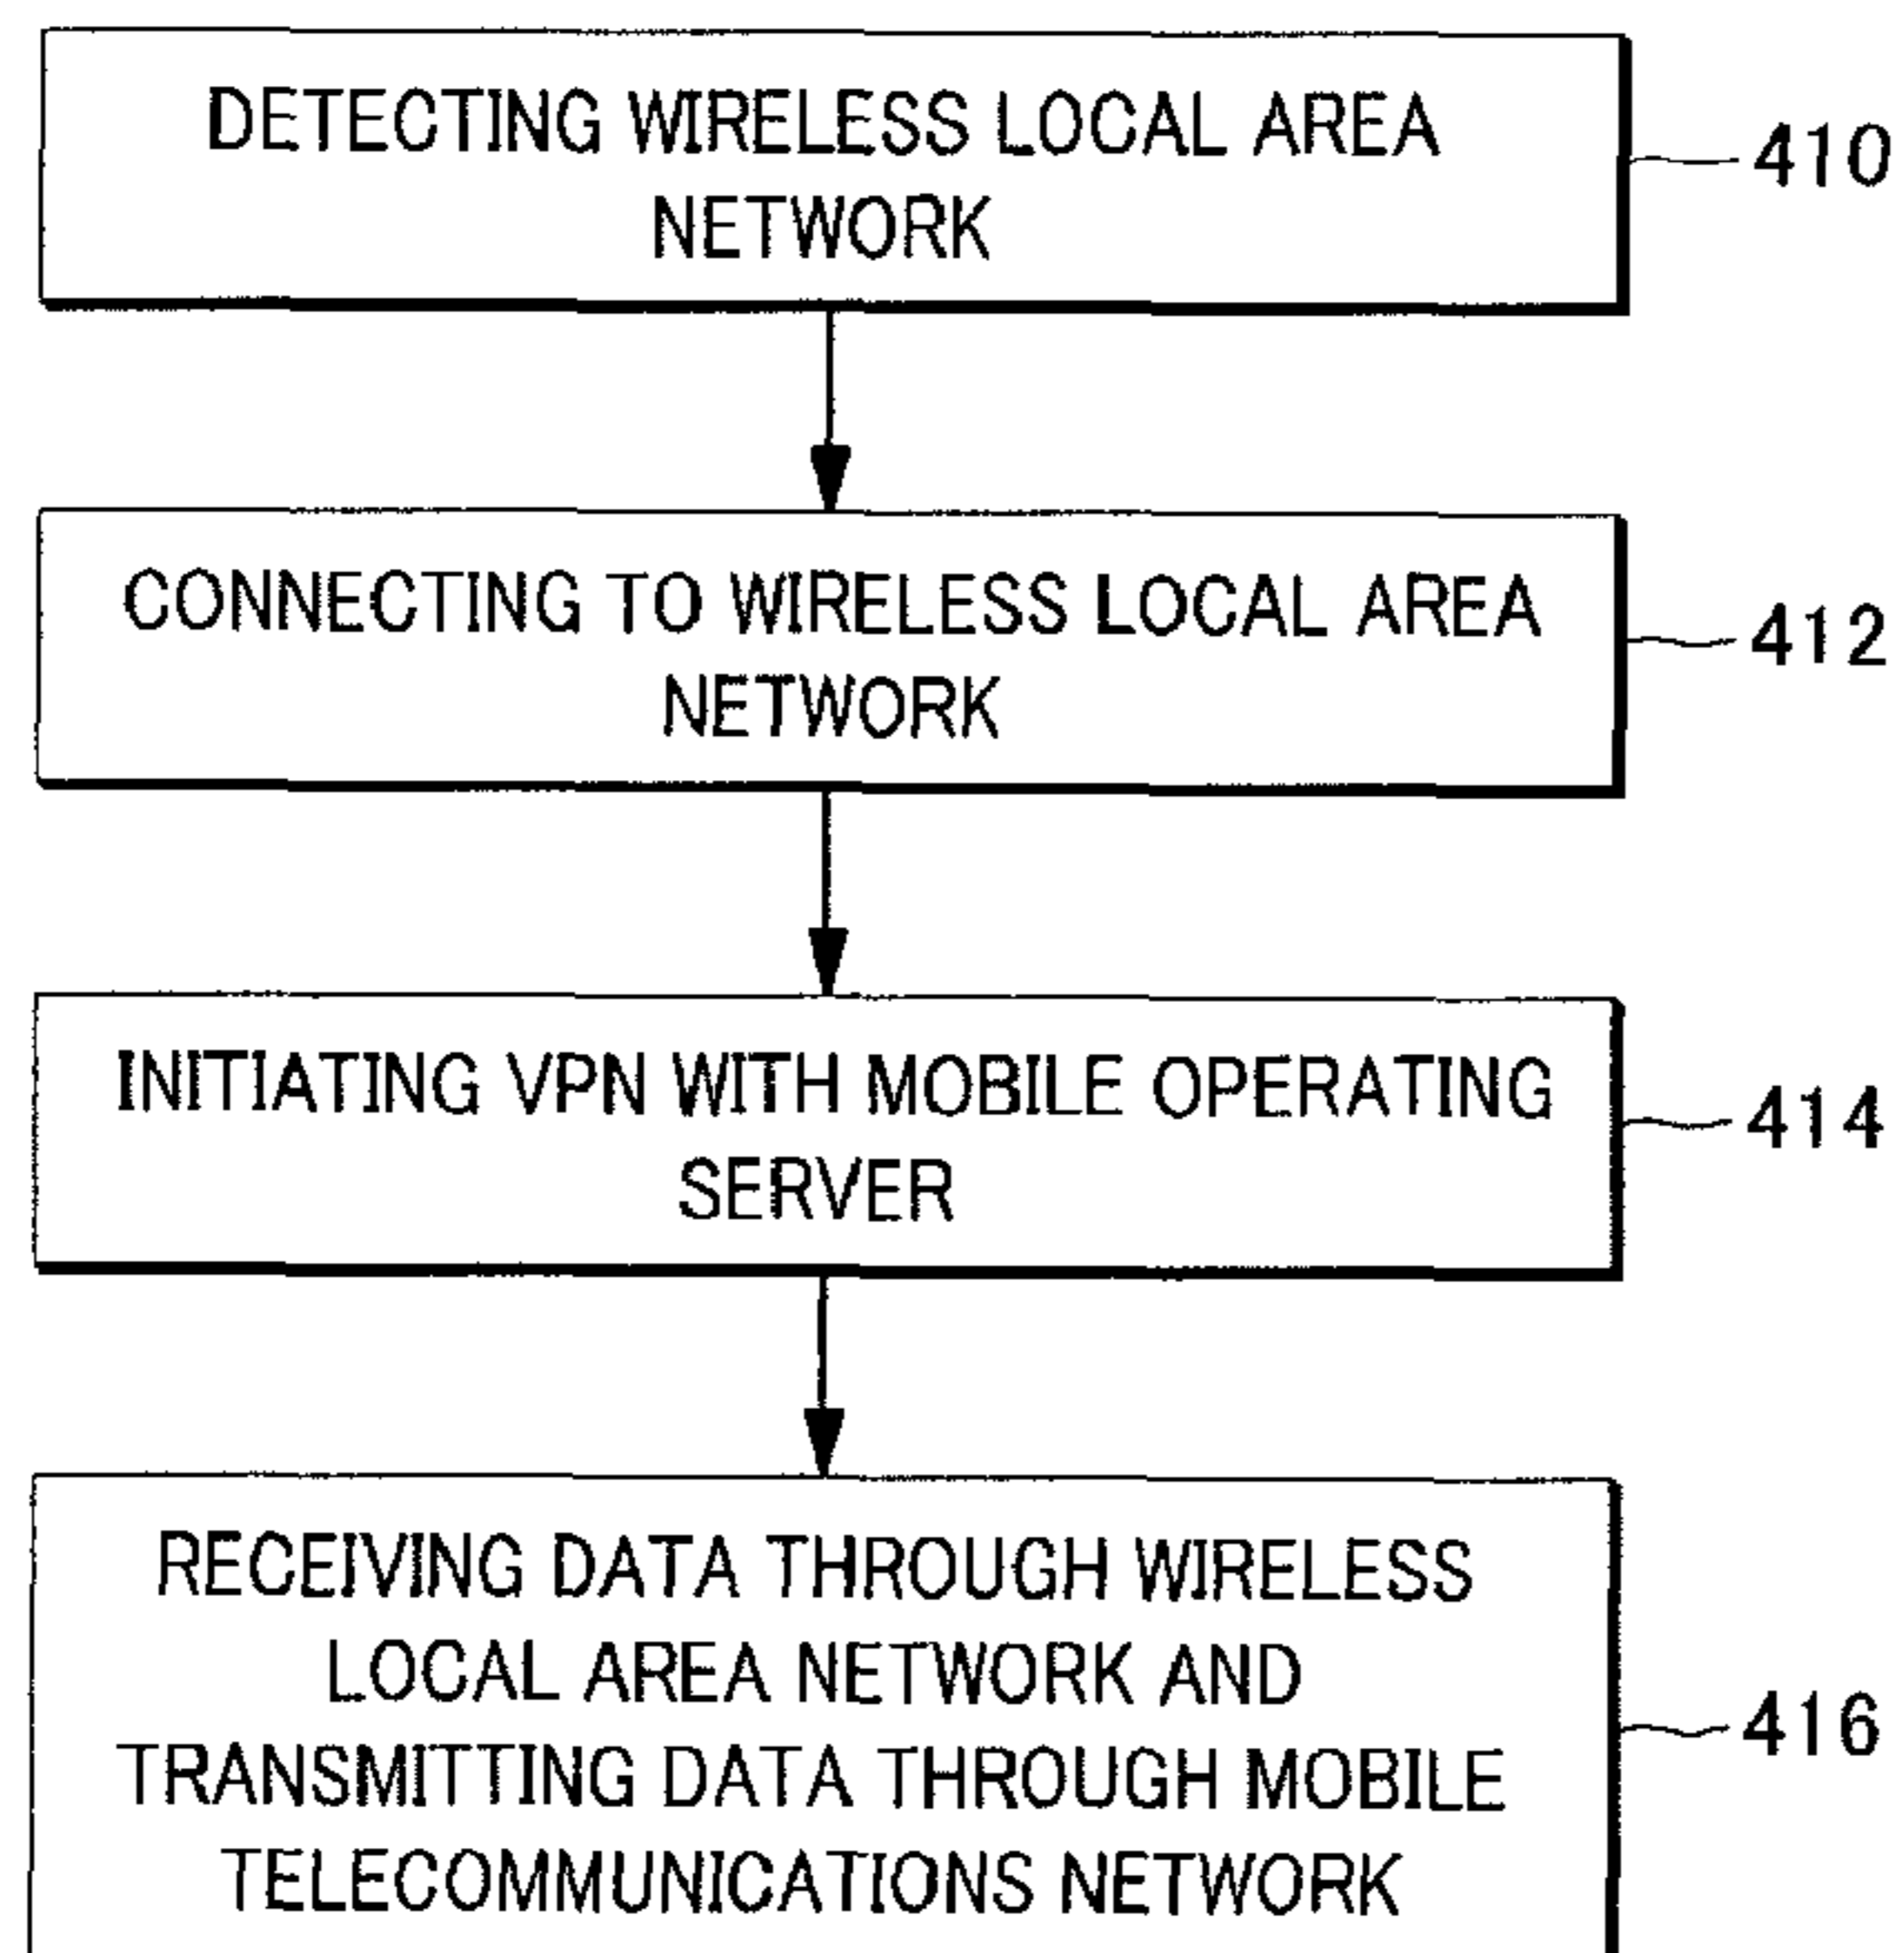 DETECTING WIRELESS LOCAL AREA
NETWORK
410
CONNECTING TO WIRELESS LOCAL AREA
NETWORK
412
INITIATING VPN WITH MOBILE OPERATING
SERVER
414
RECEIVING DATA THROUGH WIRELESS
LOCAL AREA NETWORK AND
TRANSMITTING DATA THROUGH MOBILE
TELECOMMUNICATIONS NETWORK
416